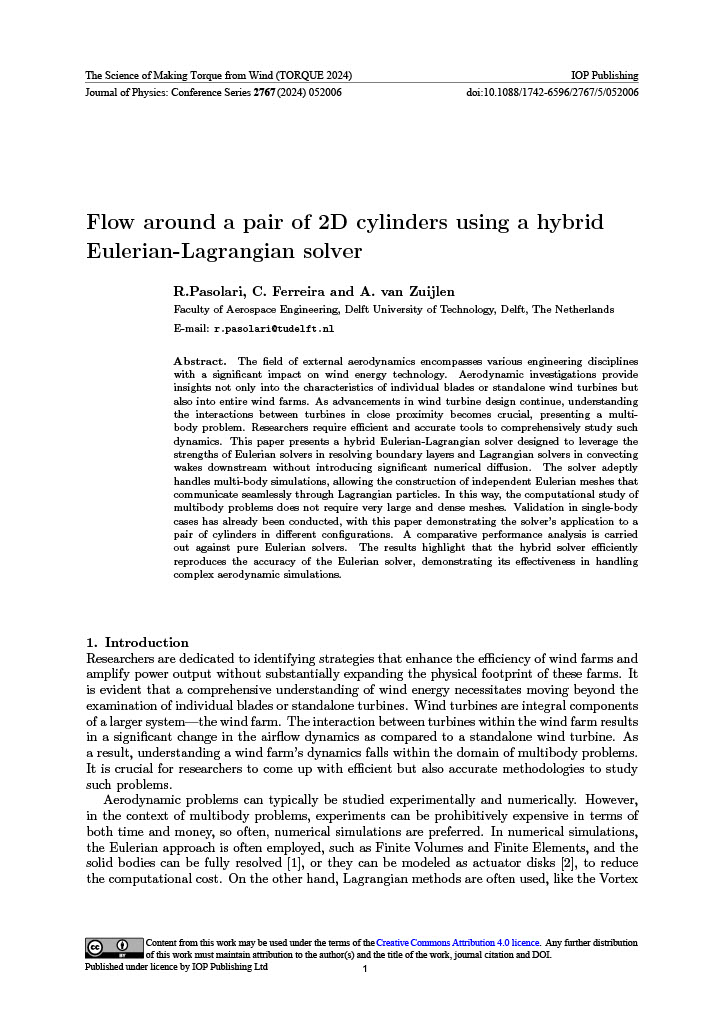 The Science of Making Torque from Wind (TORQUE 2024)
IOP Publishing
Journal of Physics: Conference Series 2767 (2024) 052006
doi:10.1088/1742-6596/2767/5/052006
Flow around a pair of 2D cylinders using a hybrid
Eulerian-Lagrangian solver
R.Pasolari, C. Ferreira and A. van Zuijlen
Faculty of Aerospace Engineering, Delft University of Technology, Delft, The Netherlands
E-mail: r.pasolari@tudelft.nl
Abstract. The field of external aerodynamics encompasses various engineering disciplines
with a significant impact on wind energy technology. Aerodynamic investigations provide
insights not only into the characteristics of individual blades or standalone wind turbines but
also into entire wind farms. As advancements in wind turbine design continue, understanding
the interactions between turbines in close proximity becomes crucial, presenting a multi-
body problem. Researchers require efficient and accurate tools to comprehensively study such
dynamics. This paper presents a hybrid Eulerian-Lagrangian solver designed to leverage the
strengths of Eulerian solvers in resolving boundary layers and Lagrangian solvers in convecting
wakes downstream without introducing significant numerical diffusion. The solver adeptly
handles multi-body simulations, allowing the construction of independent Eulerian meshes that
communicate seamlessly through Lagrangian particles. In this way, the computational study of
multibody problems does not require very large and dense meshes. Validation in single-body
cases has already been conducted, with this paper demonstrating the solver's application to a
pair of cylinders in different configurations. A comparative performance analysis is carried
out against pure Eulerian solvers. The results highlight that the hybrid solver efficiently
reproduces the accuracy of the Eulerian solver, demonstrating its effectiveness in handling
complex aerodynamic simulations.
1. Introduction
Researchers are dedicated to identifying strategies that enhance the efficiency of wind farms and
amplify power output without substantially expanding the physical footprint of these farms. It
is evident that a comprehensive understanding of wind energy necessitates moving beyond the
examination of individual blades or standalone turbines. Wind turbines are integral components
of a larger system—the wind farm. The interaction between turbines within the wind farm results
in a significant change in the airflow dynamics as compared to a standalone wind turbine. As
a result, understanding a wind farm's dynamics falls within the domain of multibody problems.
It is crucial for researchers to come up with efficient but also accurate methodologies to study
such problems.
Aerodynamic problems can typically be studied experimentally and numerically. However,
in the context of multibody problems, experiments can be prohibitively expensive in terms of
both time and money, so often, numerical simulations are preferred. In numerical simulations,
the Eulerian approach is often employed, such as Finite Volumes and Finite Elements, and the
solid bodies can be fully resolved [1], or they can be modeled as actuator disks [2], to reduce
the computational cost. On the other hand, Lagrangian methods are often used, like the Vortex
cc BY
Content from this work may be used under the terms of the Creative Commons Attribution 4.0 licence. Any further distribution
of this work must maintain attribution to the author(s) and the title of the work, journal citation and DOI.
Published under licence by IOP Publishing Ltd
1